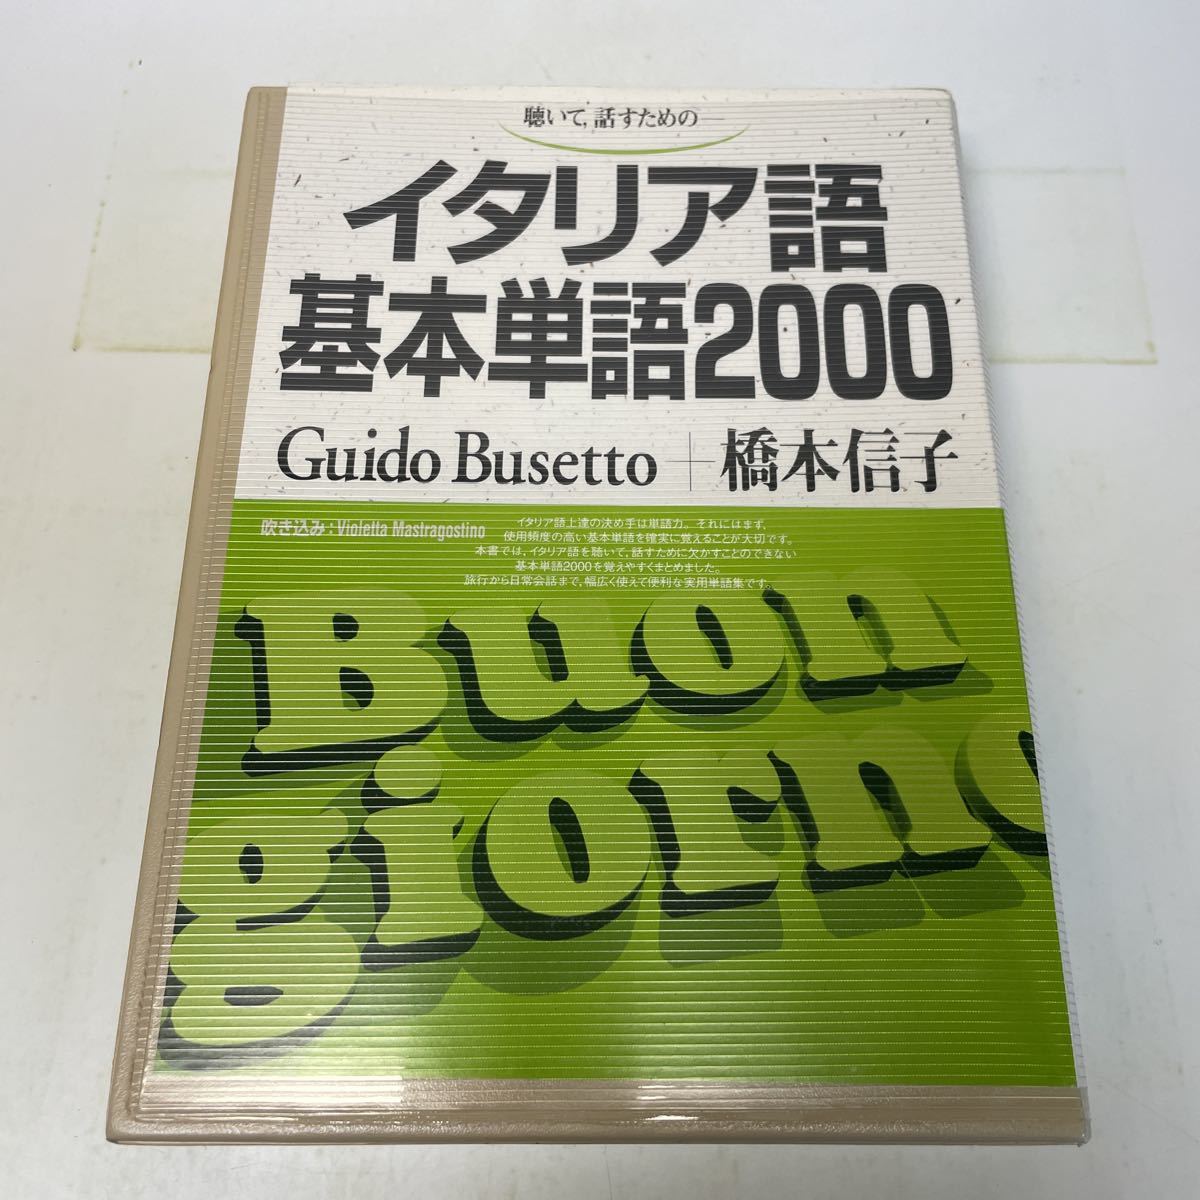 聴いて，話すための―
イタリア語
基本単語2000
Guido Busetto｜橋本信子
吹き込み：Violetta Mastragostino
イタリア語上達の決め手は単語力。それにはまず，
使用頻度の高い基本単語を確実に覚えることが大切です。
本書では，イタリア語を聴いて，話すために欠かすことのできない
基本単語2000を覚えやすくまとめました。
旅行から日常会話まで，幅広く使えて便利な実用単語集です。
Buon
giorno